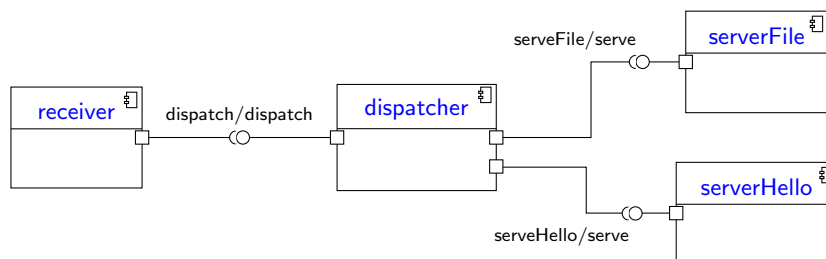 serveFile/serve
serverFile
receiver
dispatch/dispatch
dispatcher
serverHello
serveHello/serve